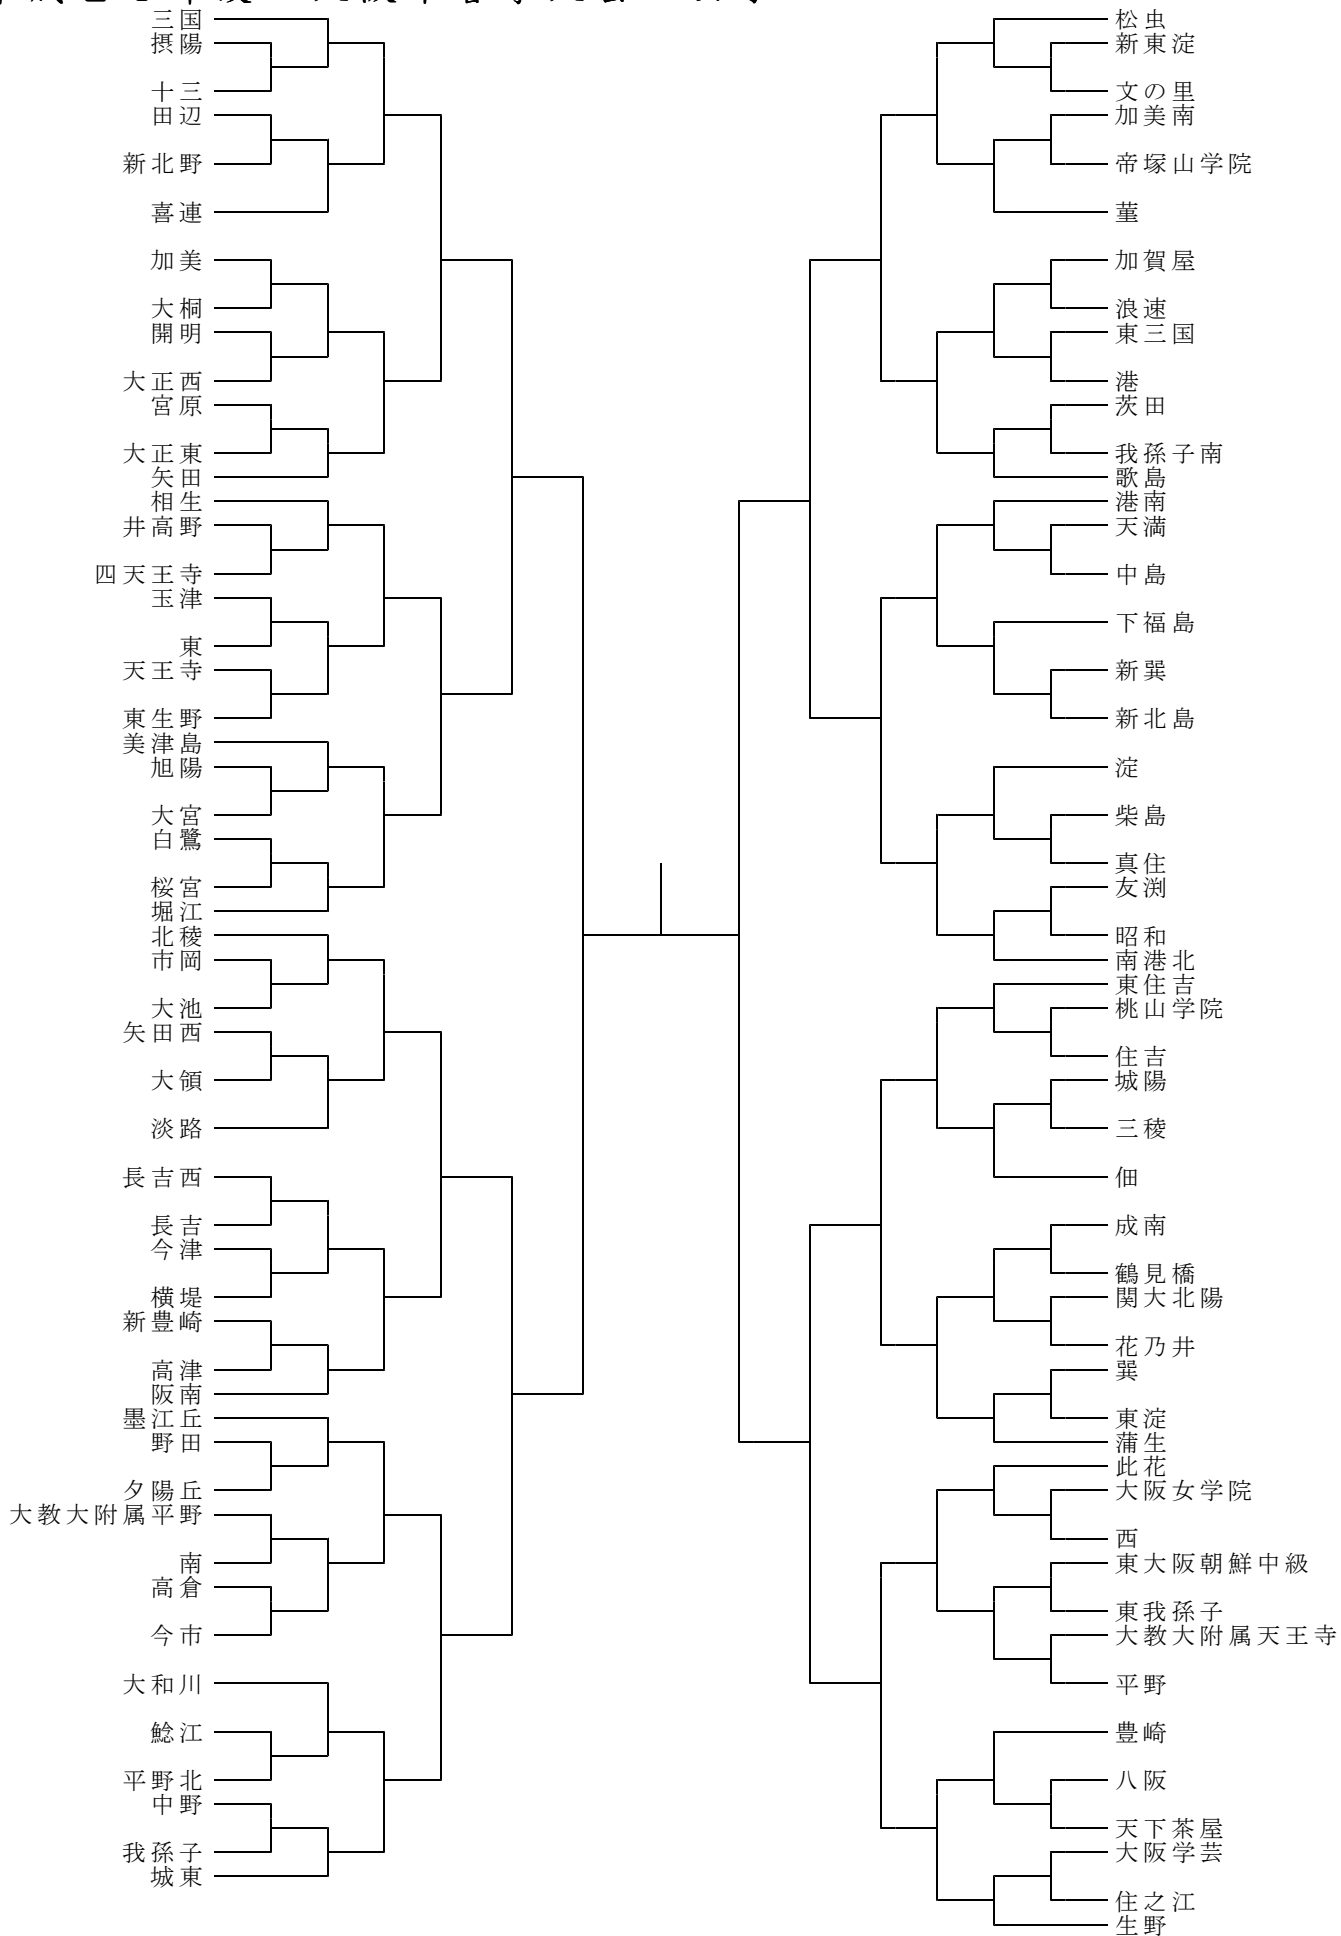 三国
摂陽
十三
田辺
新北野
喜連
加美
大桐
開明
大正西
宮原
大正東
矢田
相生
井高野
四天王寺
玉津
東
天王寺
東生野
美津島
旭陽
大宮
白鷺
桜宮
堀江
北稜
市岡
大池
矢田西
大領
淡路
長吉西
長吉
今津
横堤
新豊崎
高津
阪南
墨江丘
野田
夕陽丘
大教大附属平野
南
高倉
今市
大和川
鯰江
平野北
中野
我孫子
城東
松虫
新東淀
文の里
加美南
帝塚山学院
菫
加賀屋
浪速
東三国
港
茨田
我孫子南
歌島
港南
天満
中島
下福島
新巽
新北島
淀
柴島
真住
友渕
昭和
南港北
東住吉
桃山学院
住吉
城陽
三稜
佃
成南
鶴見橋
関大北陽
花乃井
巽
東淀
蒲生
此花
大阪女学院
西
東大阪朝鮮中級
東我孫子
大教大附属天王寺
平野
豊崎
八阪
天下茶屋
大阪学芸
住之江
生野